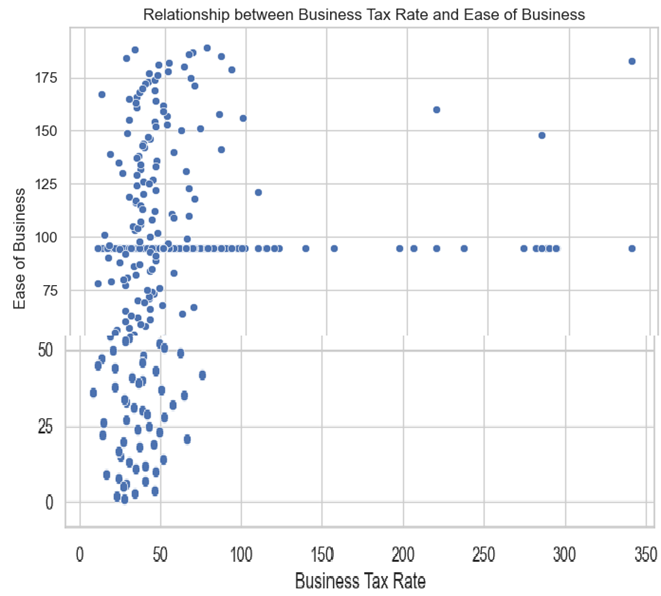 Relationship between Business Tax Rate and Ease of Business
175
150
125
100
75
50
25
0
Ease of Business
0 50 100 150 200 250 300 350
Business Tax Rate